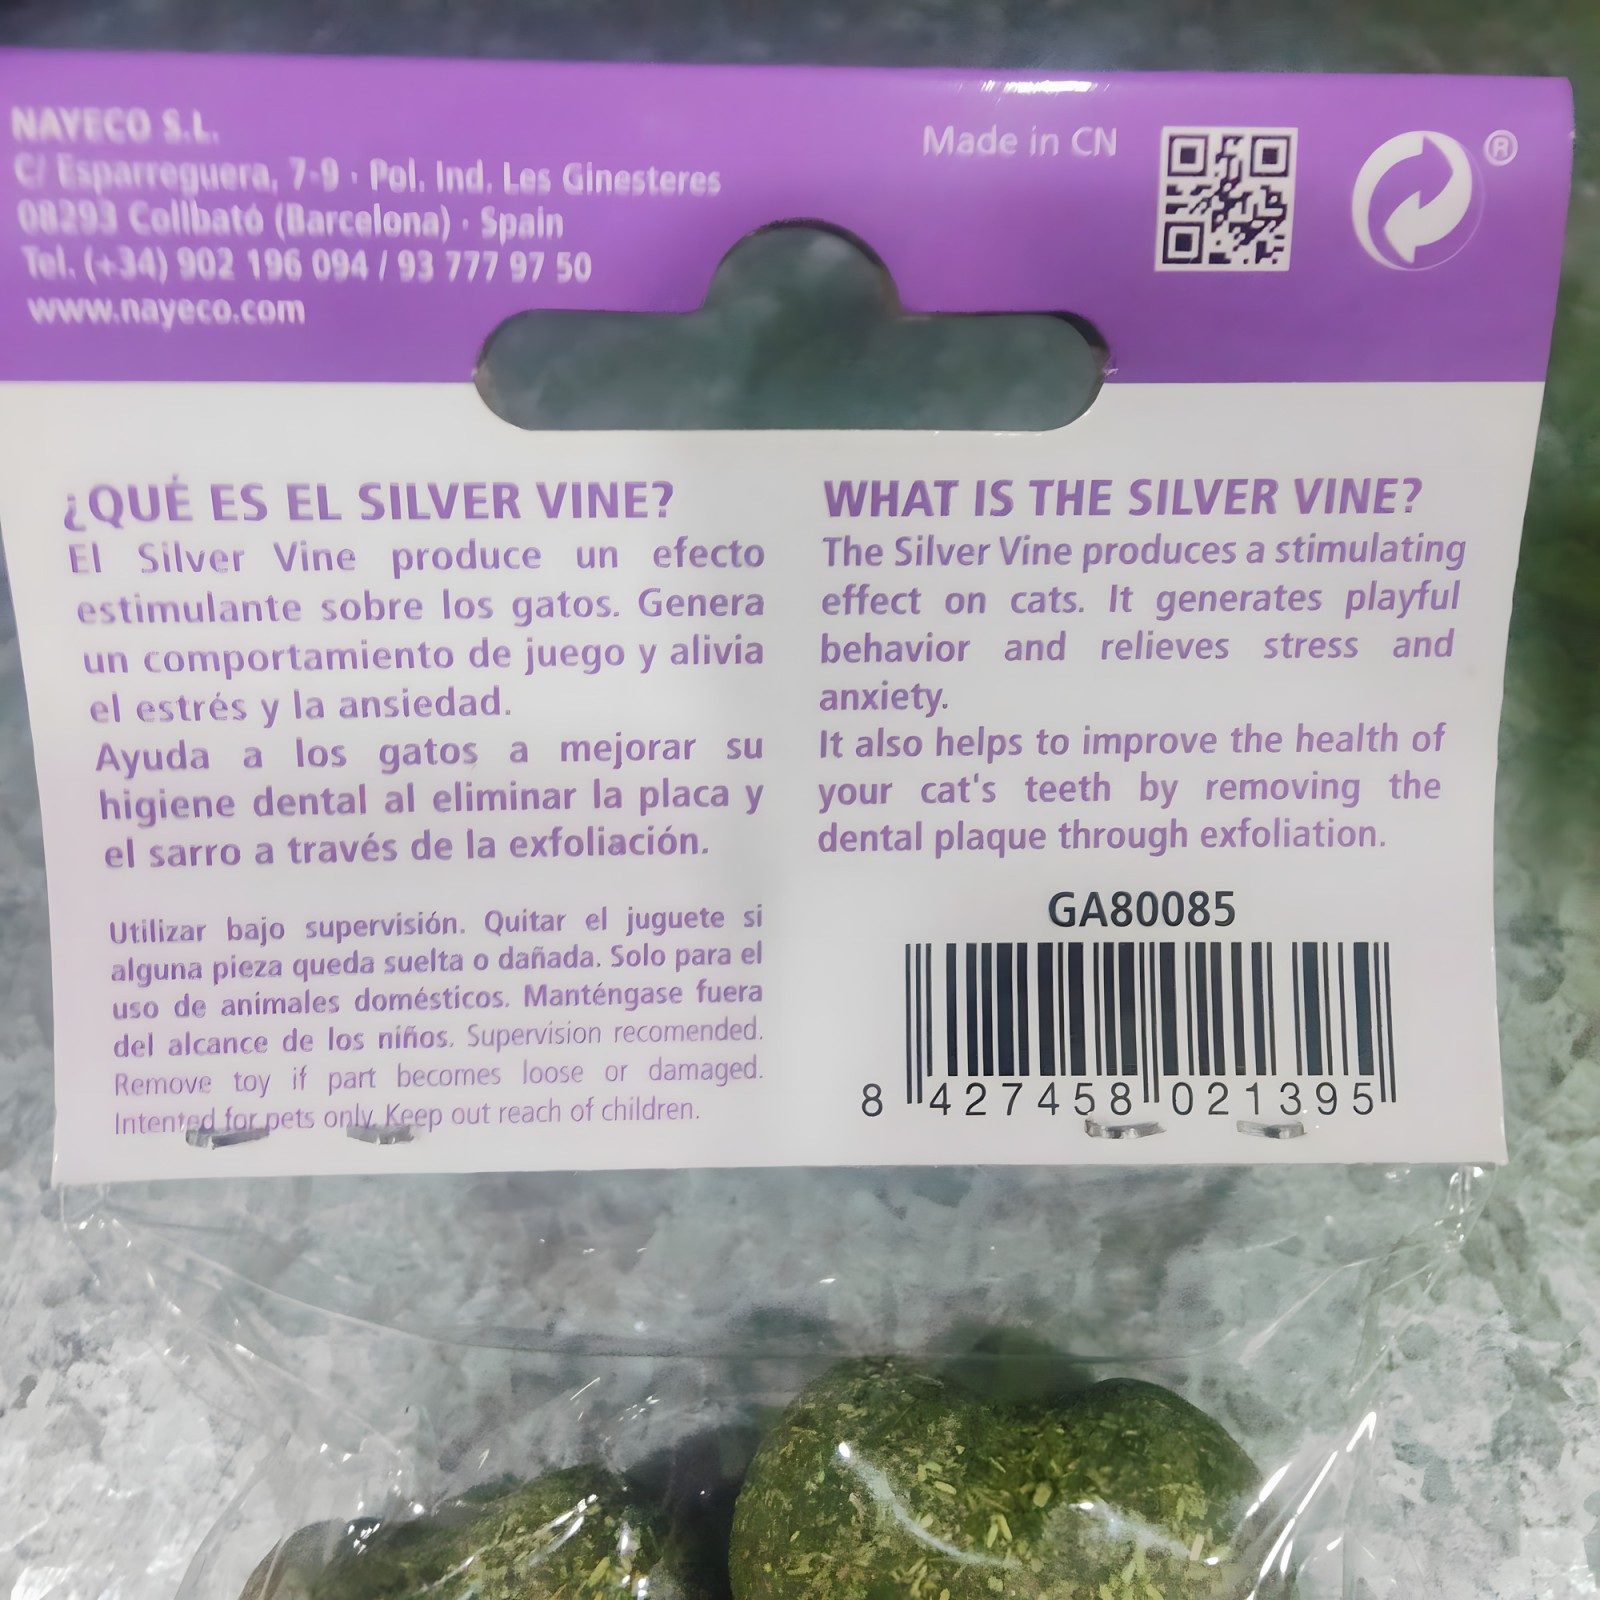 NAYECO S.L.
C/ Esparreguera, 7-9 · Pol. Ind. Les Ginesteres
08293 Collbató (Barcelona) · Spain
Tel. (+34) 902 196 094 / 93 777 97 50
www.nayeco.com
Made in CN
®
¿QUÉ ES EL SILVER VINE?
El Silver Vine produce un efecto
estimulante sobre los gatos. Genera
un comportamiento de juego y alivia
el estrés y la ansiedad.
Ayuda a los gatos a mejorar su
higiene dental al eliminar la placa y
el sarro a través de la exfoliación.
Utilizar bajo supervisión. Quitar el juguete si
alguna pieza queda suelta o dañada. Solo para el
uso de animales domésticos. Manténgase fuera
del alcance de los niños. Supervision recomended.
Remove toy if part becomes loose or damaged.
Intented for pets only. Keep out reach of children.
WHAT IS THE SILVER VINE?
The Silver Vine produces a stimulating
effect on cats. It generates playful
behavior and relieves stress and
anxiety.
It also helps to improve the health of
your cat's teeth by removing the
dental plaque through exfoliation.
GA80085
8 427458 021395